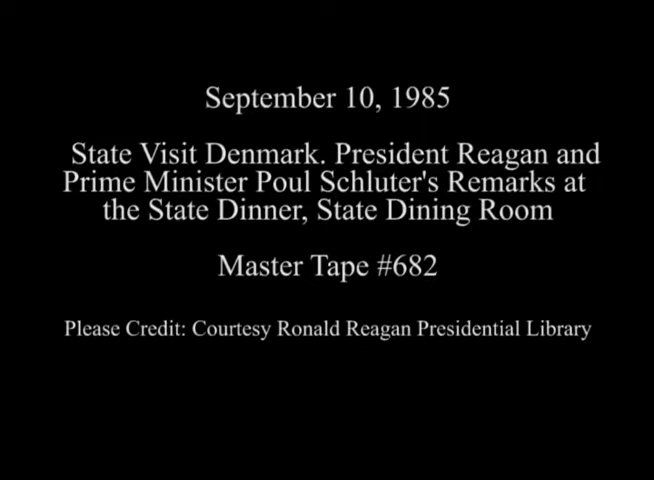 September 10, 1985
State Visit Denmark. President Reagan and
Prime Minister Poul Schluter's Remarks at
the State Dinner, State Dining Room
Master Tape #682
Please Credit: Courtesy Ronald Reagan Presidential Library